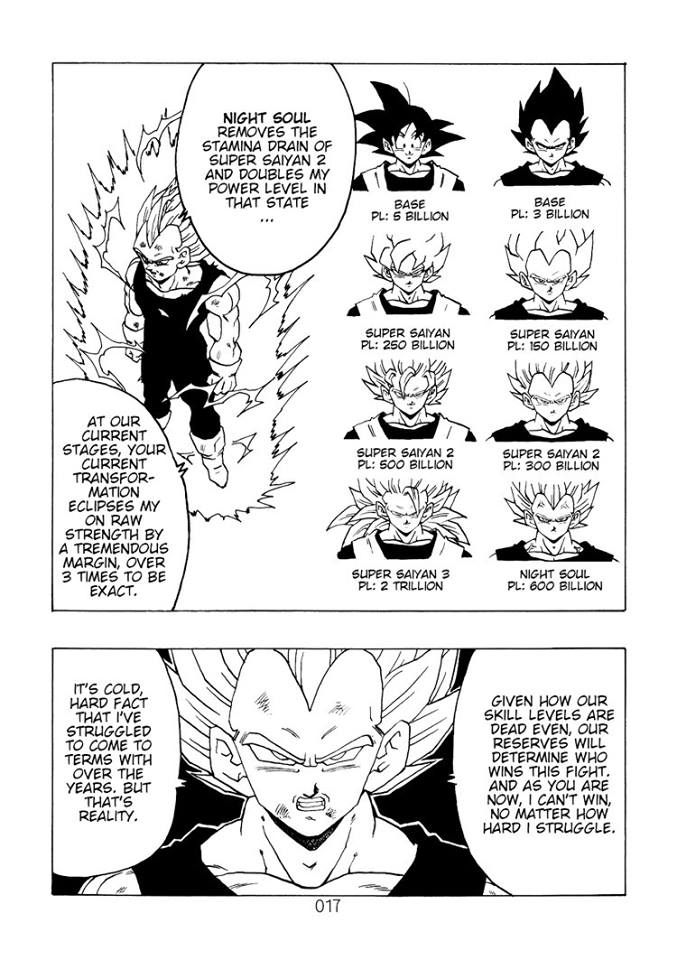 NIGHT SOUL
REMOVES THE
STAMINA DRAIN OF
SUPER SAIYAN 2
AND DOUBLES MY
POWER LEVEL IN
THAT STATE
...
BASE
PL: 5 BILLION
BASE
PL: 3 BILLION
SUPER SAIYAN
PL: 250 BILLION
SUPER SAIYAN
PL: 150 BILLION
SUPER SAIYAN 2
PL: 500 BILLION
SUPER SAIYAN 2
PL: 300 BILLION
SUPER SAIYAN 3
PL: 2 TRILLION
NIGHT SOUL
PL: 600 BILLION
AT OUR
CURRENT
STAGES, YOUR
CURRENT
TRANSFOR-
MATION
ECLIPSES MY
ON RAW
STRENGTH BY
A TREMENDOUS
MARGIN, OVER
3 TIMES TO BE
EXACT.
IT'S COLD,
HARD FACT
THAT I'VE
STRUGGLED
TO COME TO
TERMS WITH
OVER THE
YEARS. BUT
THAT'S
REALITY.
GIVEN HOW OUR
SKILL LEVELS ARE
DEAD EVEN, OUR
RESERVES WILL
DETERMINE WHO
WINS THIS FIGHT.
AND AS YOU ARE
NOW, I CAN'T WIN,
NO MATTER HOW
HARD I STRUGGLE.
017